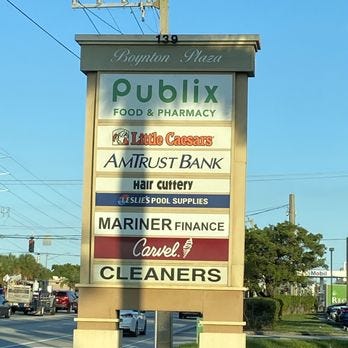 139
Boynton Plaza
Publix
FOOD & PHARMACY
Little Caesars
AMTRUST BANK
Hair Cuttery
LESLIE'S POOL SUPPLIES
MARINER FINANCE
Carvel
CLEANERS
Mobil